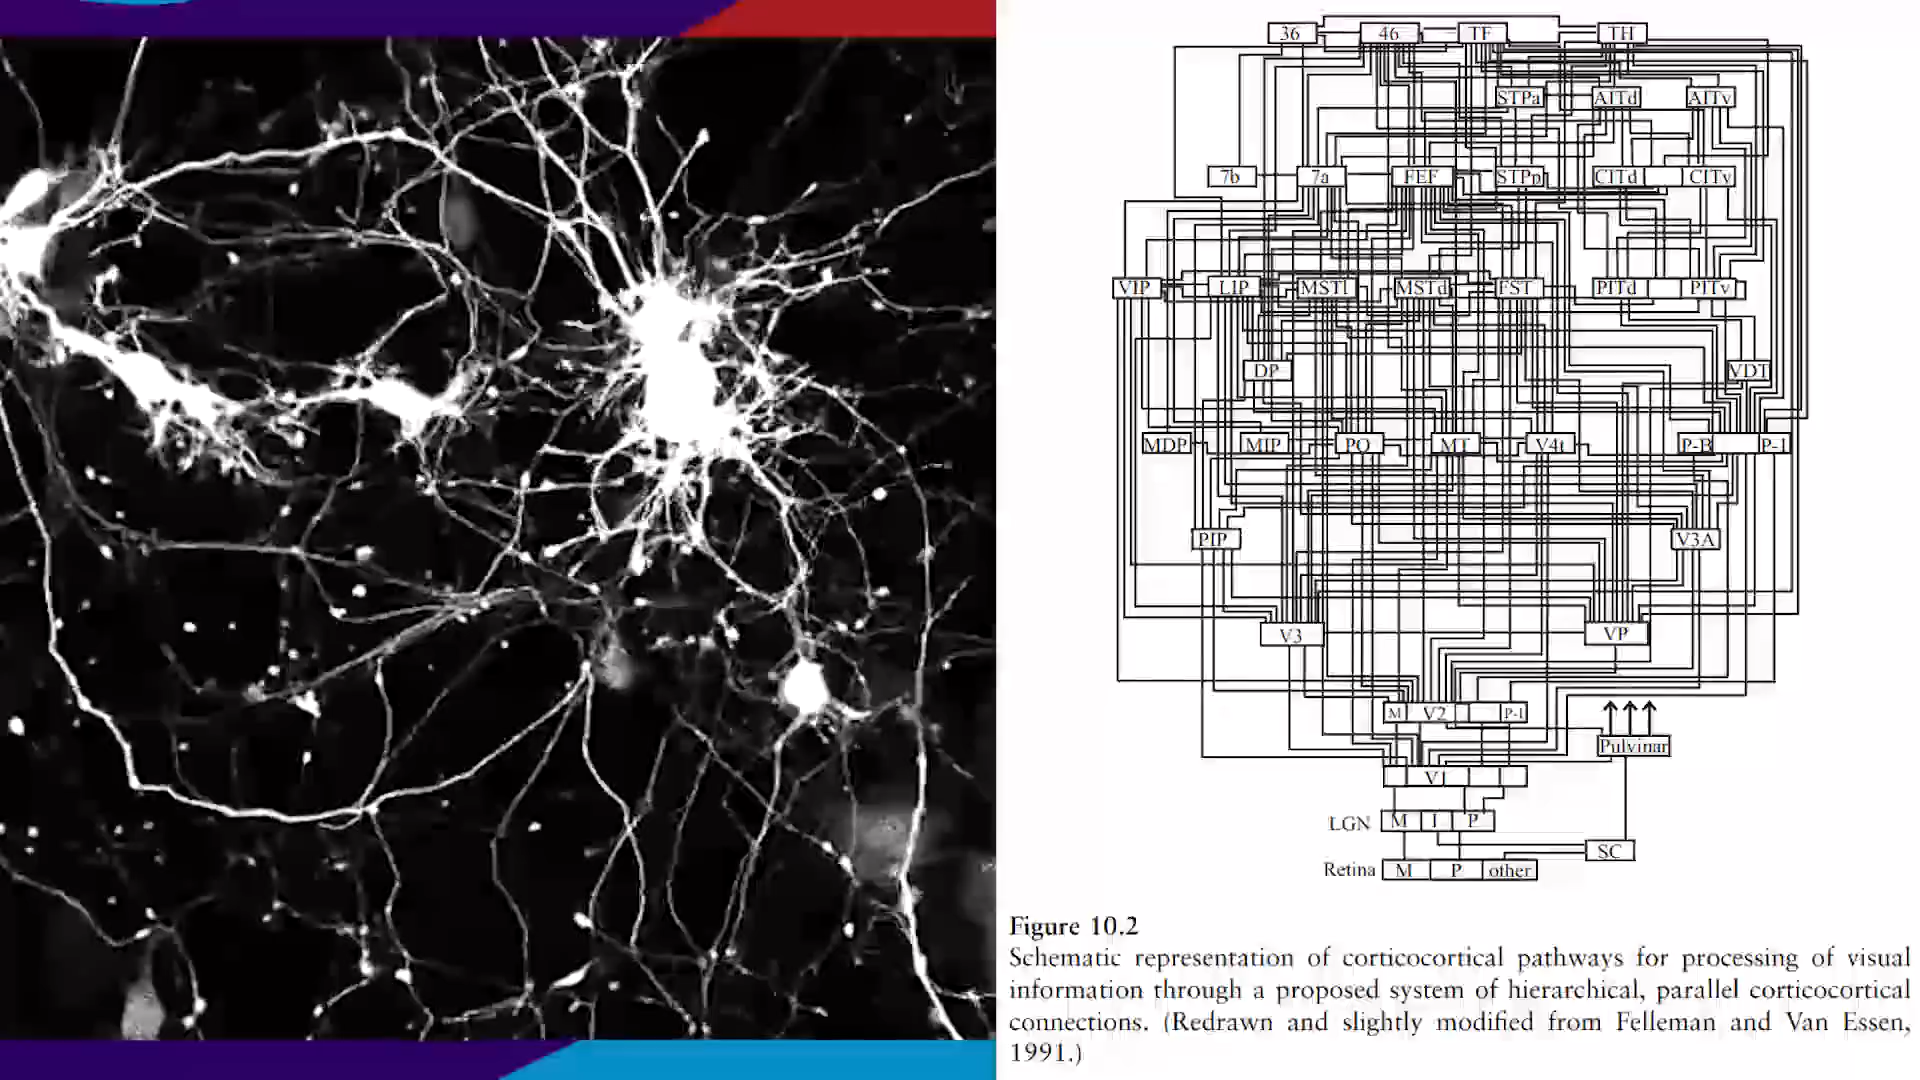 36 46 TF TH
STPa AITd AITv
7b 7a FEF STPp CITd CITv
VIP LIP MSTl MSTd FST PITd PITv
DP VDT
MDP MIP PO MT V4t P-B P-1
PIP V3A
V3 VP
M V2 P-I
Pulvinar
V1
LGN M I P
SC
Retina M P other
Figure 10.2
Schematic representation of corticocortical pathways for processing of visual
information through a proposed system of hierarchical, parallel corticocortical
connections. (Redrawn and slightly modified from Felleman and Van Essen,
1991.)